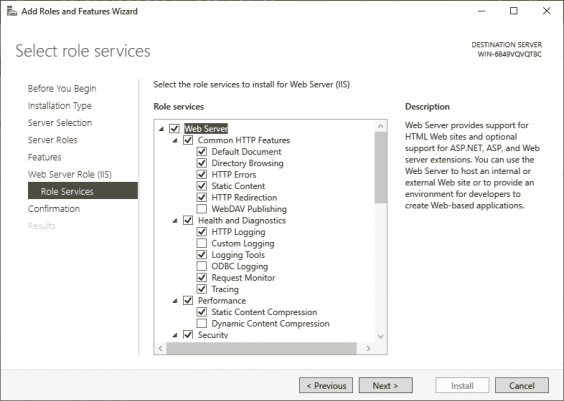 Add Roles and Features Wizard
Select role services
DESTINATION SERVER
WIN-6849VQVQTBC
Before You Begin
Installation Type
Server Selection
Server Roles
Features
Web Server Role (IIS)
Role Services
Confirmation
Results
Select the role services to install for Web Server (IIS)
Role services
Web Server
Common HTTP Features
Default Document
Directory Browsing
HTTP Errors
Static Content
HTTP Redirection
WebDAV Publishing
Health and Diagnostics
HTTP Logging
Custom Logging
Logging Tools
ODBC Logging
Request Monitor
Tracing
Performance
Static Content Compression
Dynamic Content Compression
Security
Description
Web Server provides support for
HTML Web sites and optional
support for ASP.NET, ASP, and Web
server extensions. You can use the
Web Server to host an internal or
external Web site or to provide an
environment for developers to
create Web-based applications.
< Previous
Next >
Install
Cancel